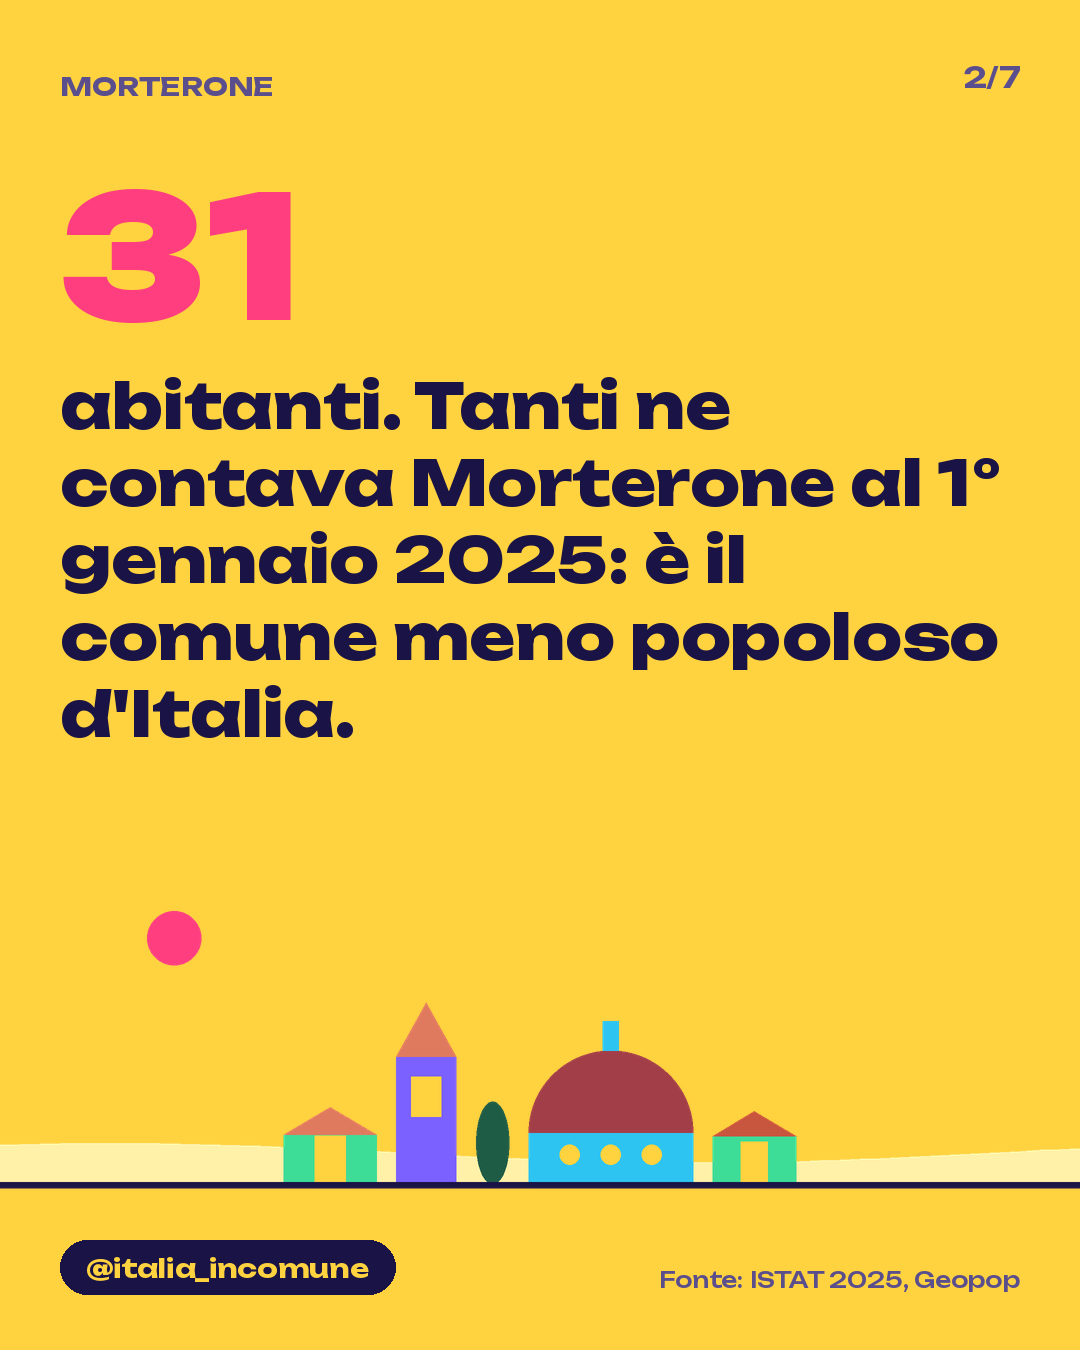 MORTERONE
2/7
31
abitanti. Tanti ne
contava Morterone al 1°
gennaio 2025: è il
comune meno popoloso
d'Italia.
@italia_incomune
Fonte: ISTAT 2025, Geopop